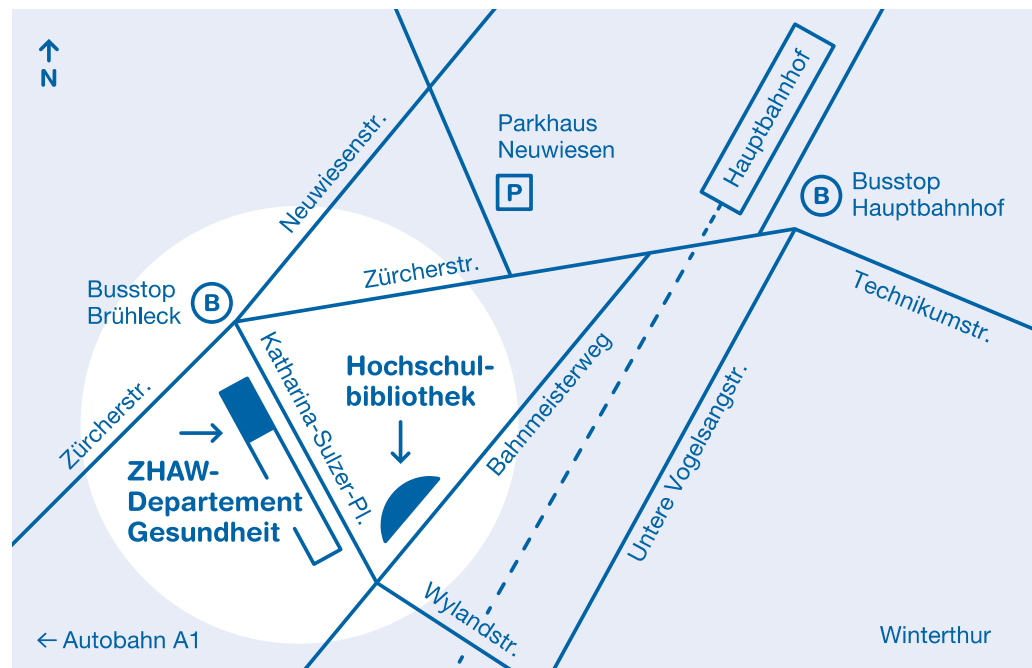 N
Neuwiesenstr.
Parkhaus
Neuwiesen
P
Hauptbahnhof
B
Busstop
Hauptbahnhof
Zürcherstr.
Technikumstr.
Busstop
Brühleck
B
Zürcherstr.
Katharina-Sulzer-Pl.
Hochschul-
bibliothek
Bahnmeisterweg
Untere Vogelsangstr.
ZHAW-
Departement
Gesundheit
Wylandstr.
← Autobahn A1
Winterthur